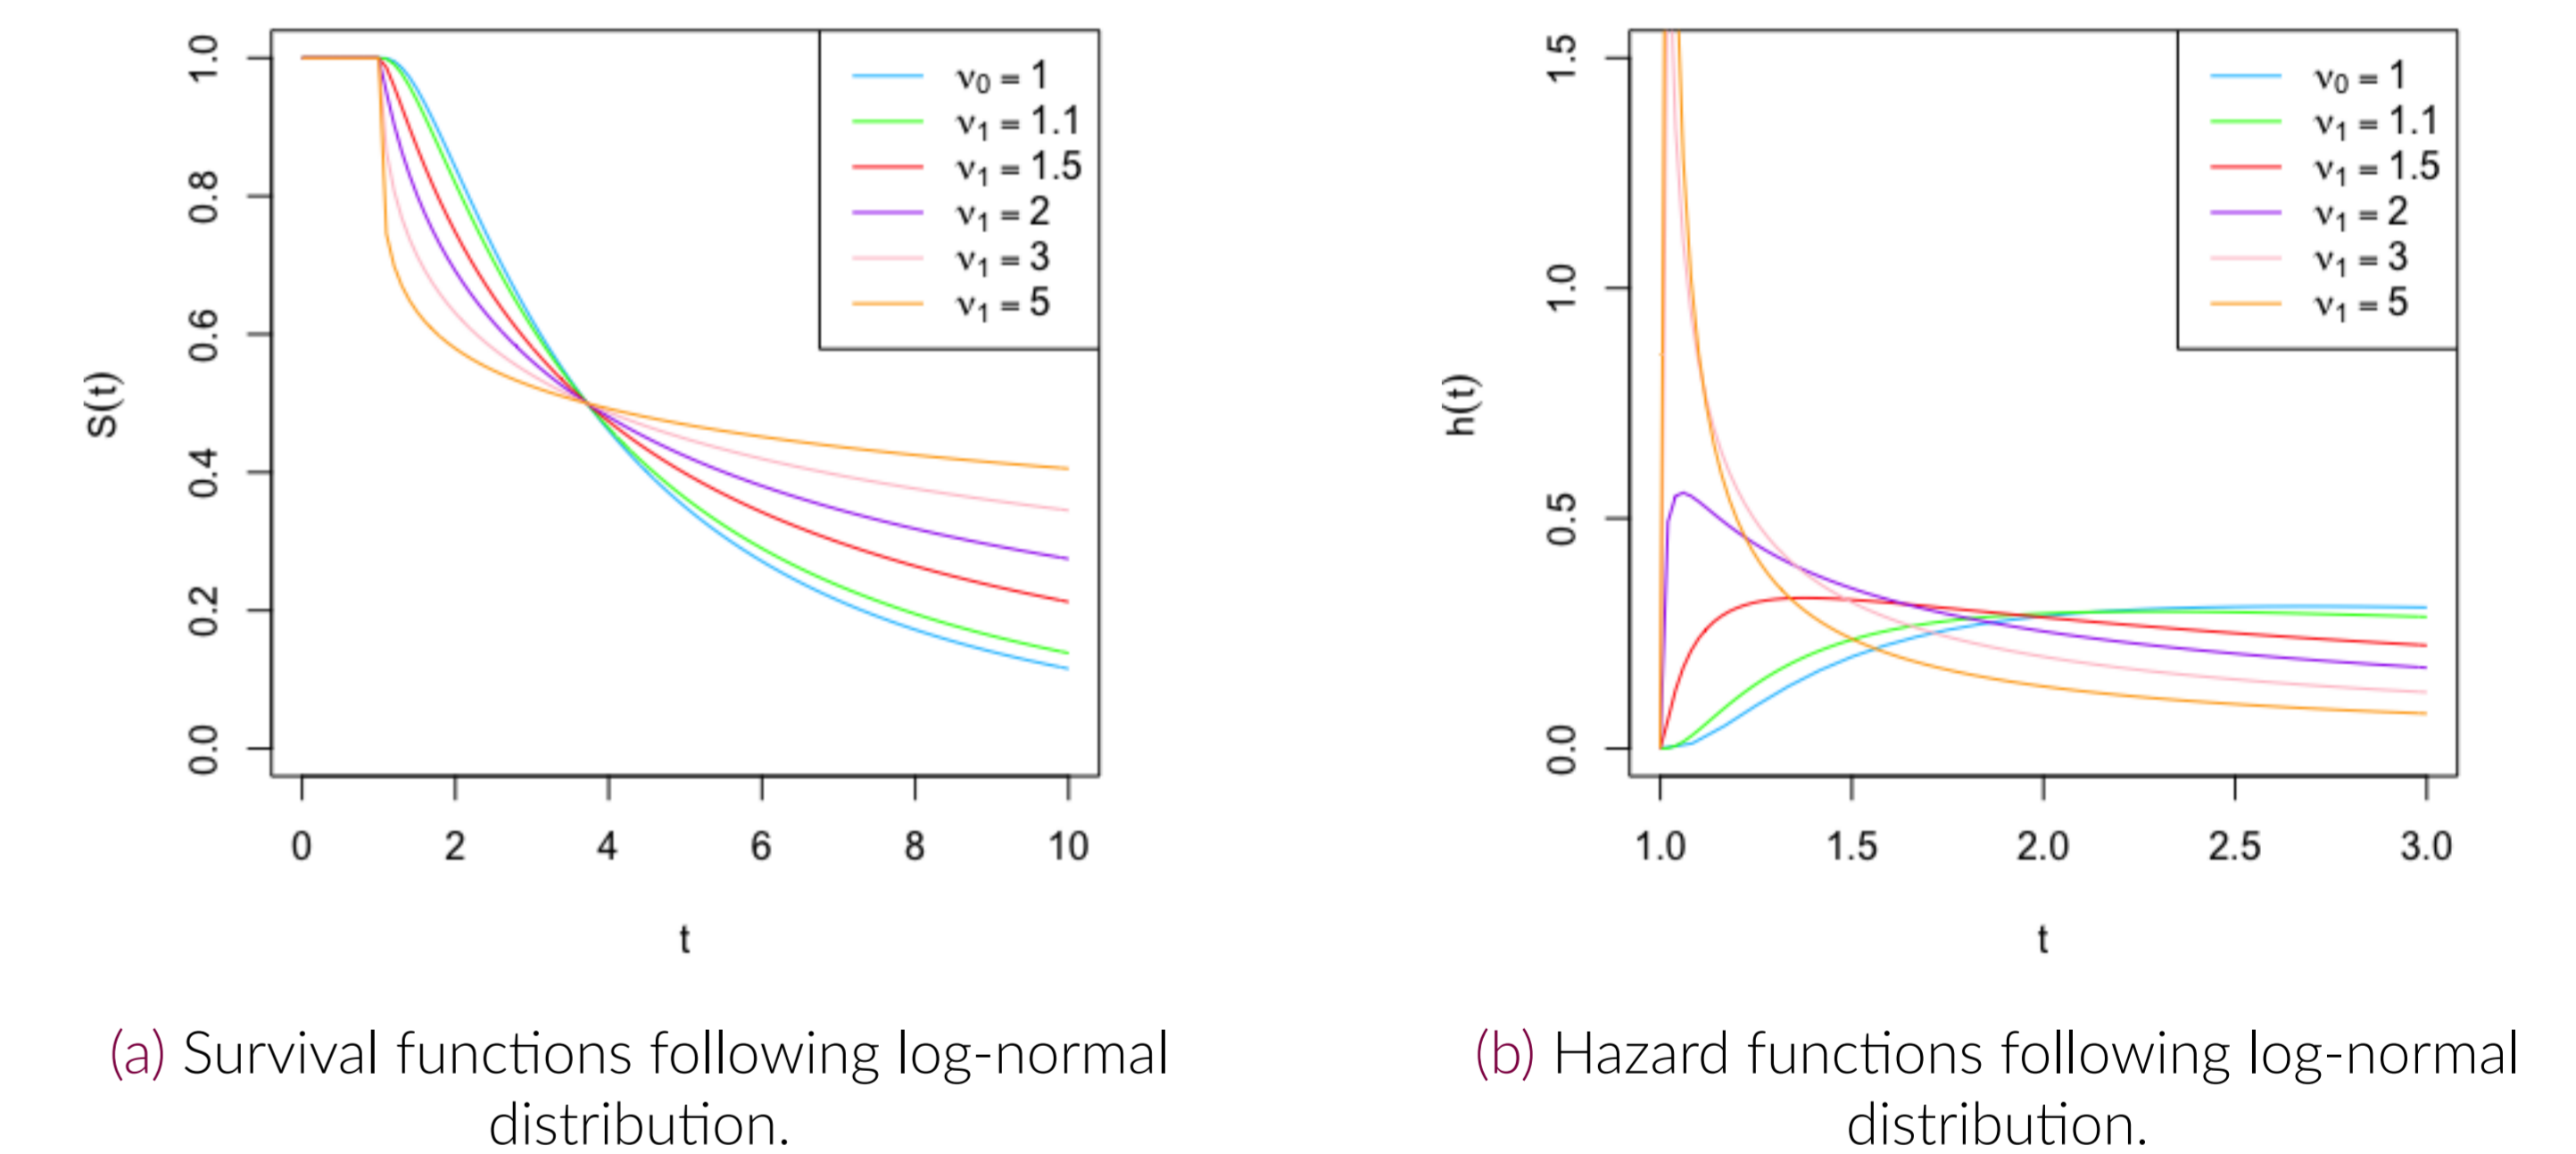 1.0
0.8
0.6
0.4
0.2
0.0
S(t)
0 2 4 6 8 10
t
ν₀ = 1
ν₁ = 1.1
ν₁ = 1.5
ν₁ = 2
ν₁ = 3
ν₁ = 5
(a) Survival functions following log-normal
distribution.
1.5
1.0
0.5
0.0
h(t)
1.0 1.5 2.0 2.5 3.0
t
ν₀ = 1
ν₁ = 1.1
ν₁ = 1.5
ν₁ = 2
ν₁ = 3
ν₁ = 5
(b) Hazard functions following log-normal
distribution.